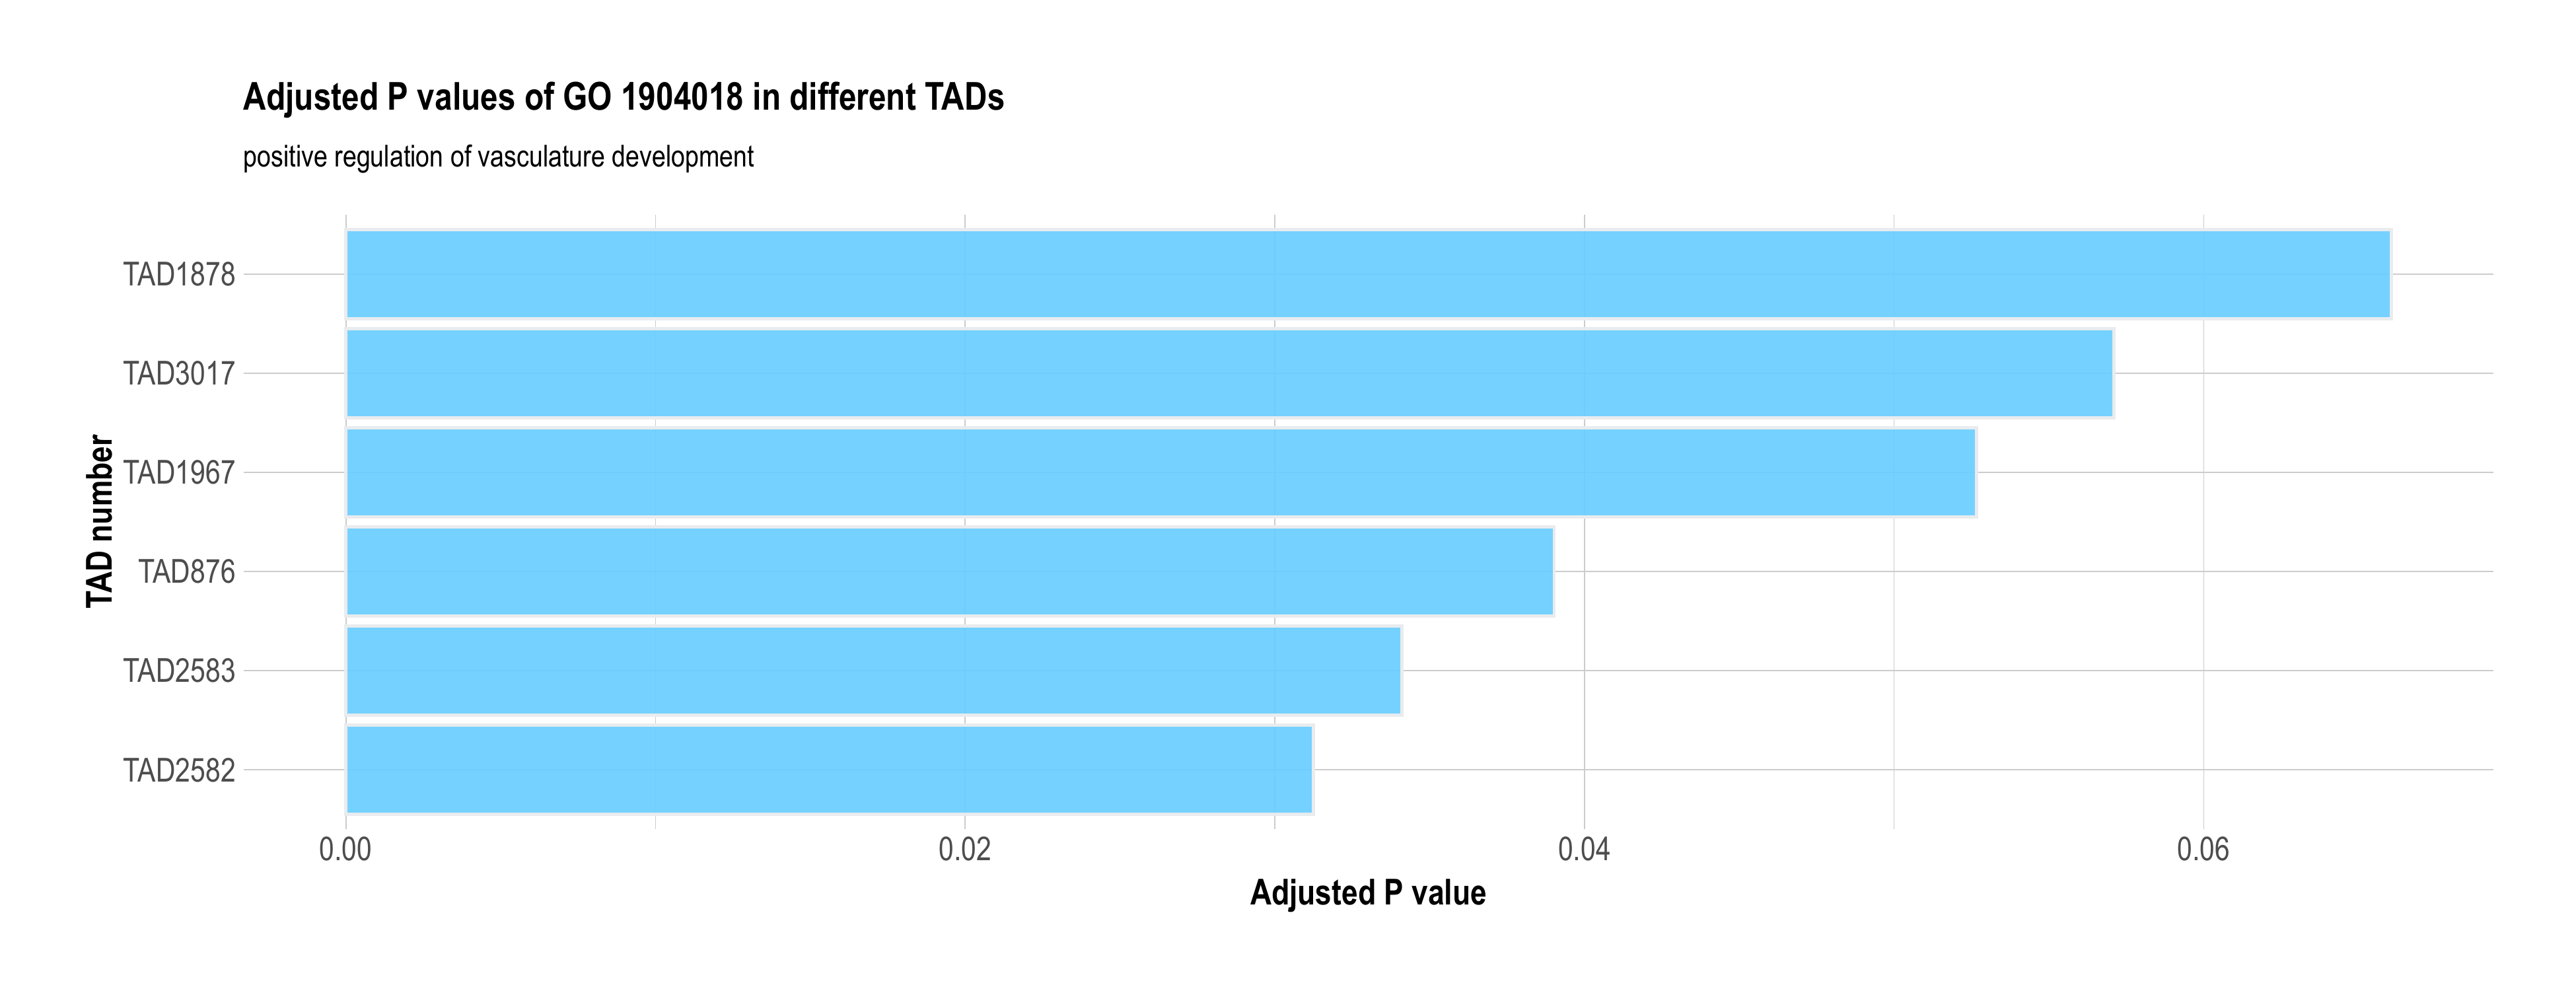 Adjusted P values of GO 1904018 in different TADs
positive regulation of vasculature development
TAD number
TAD1878
TAD3017
TAD1967
TAD876
TAD2583
TAD2582
0.00 0.02 0.04 0.06
Adjusted P value